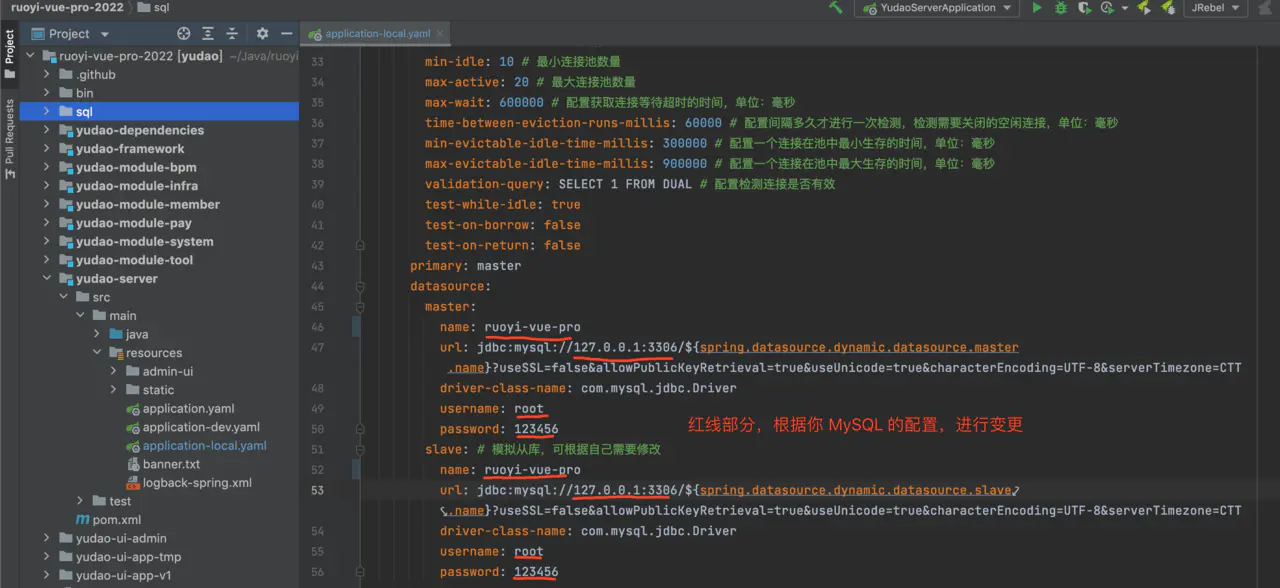 ruoyi-vue-pro-2022 〉 sql
YudaoServerApplication
JRebel
Project
Pull Requests
Project
application-local.yaml
ruoyi-vue-pro-2022 [yudao] ~/Java/ruoyi
.github
bin
sql
yudao-dependencies
yudao-framework
yudao-module-bpm
yudao-module-infra
yudao-module-member
yudao-module-pay
yudao-module-system
yudao-module-tool
yudao-server
src
main
java
resources
admin-ui
static
application.yaml
application-dev.yaml
application-local.yaml
banner.txt
logback-spring.xml
test
pom.xml
yudao-ui-admin
yudao-ui-app-tmp
yudao-ui-app-v1
33 min-idle: 10 # 最小连接池数量
34 max-active: 20 # 最大连接池数量
35 max-wait: 600000 # 配置获取连接等待超时的时间，单位：毫秒
36 time-between-eviction-runs-millis: 60000 # 配置间隔多久才进行一次检测，检测需要关闭的空闲连接，单位：毫秒
37 min-evictable-idle-time-millis: 300000 # 配置一个连接在池中最小生存的时间，单位：毫秒
38 max-evictable-idle-time-millis: 900000 # 配置一个连接在池中最大生存的时间，单位：毫秒
39 validation-query: SELECT 1 FROM DUAL # 配置检测连接是否有效
40 test-while-idle: true
41 test-on-borrow: false
42 test-on-return: false
43 primary: master
44 datasource:
45 master:
46 name: ruoyi-vue-pro
47 url: jdbc:mysql://127.0.0.1:3306/${spring.datasource.dynamic.datasource.master
.name}?useSSL=false&allowPublicKeyRetrieval=true&useUnicode=true&characterEncoding=UTF-8&serverTimezone=CTT
48 driver-class-name: com.mysql.jdbc.Driver
49 username: root
50 password: 123456
红线部分，根据你 MySQL 的配置，进行变更
51 slave: # 模拟从库，可根据自己需要修改
52 name: ruoyi-vue-pro
53 url: jdbc:mysql://127.0.0.1:3306/${spring.datasource.dynamic.datasource.slave
.name}?useSSL=false&allowPublicKeyRetrieval=true&useUnicode=true&characterEncoding=UTF-8&serverTimezone=CTT
54 driver-class-name: com.mysql.jdbc.Driver
55 username: root
56 password: 123456